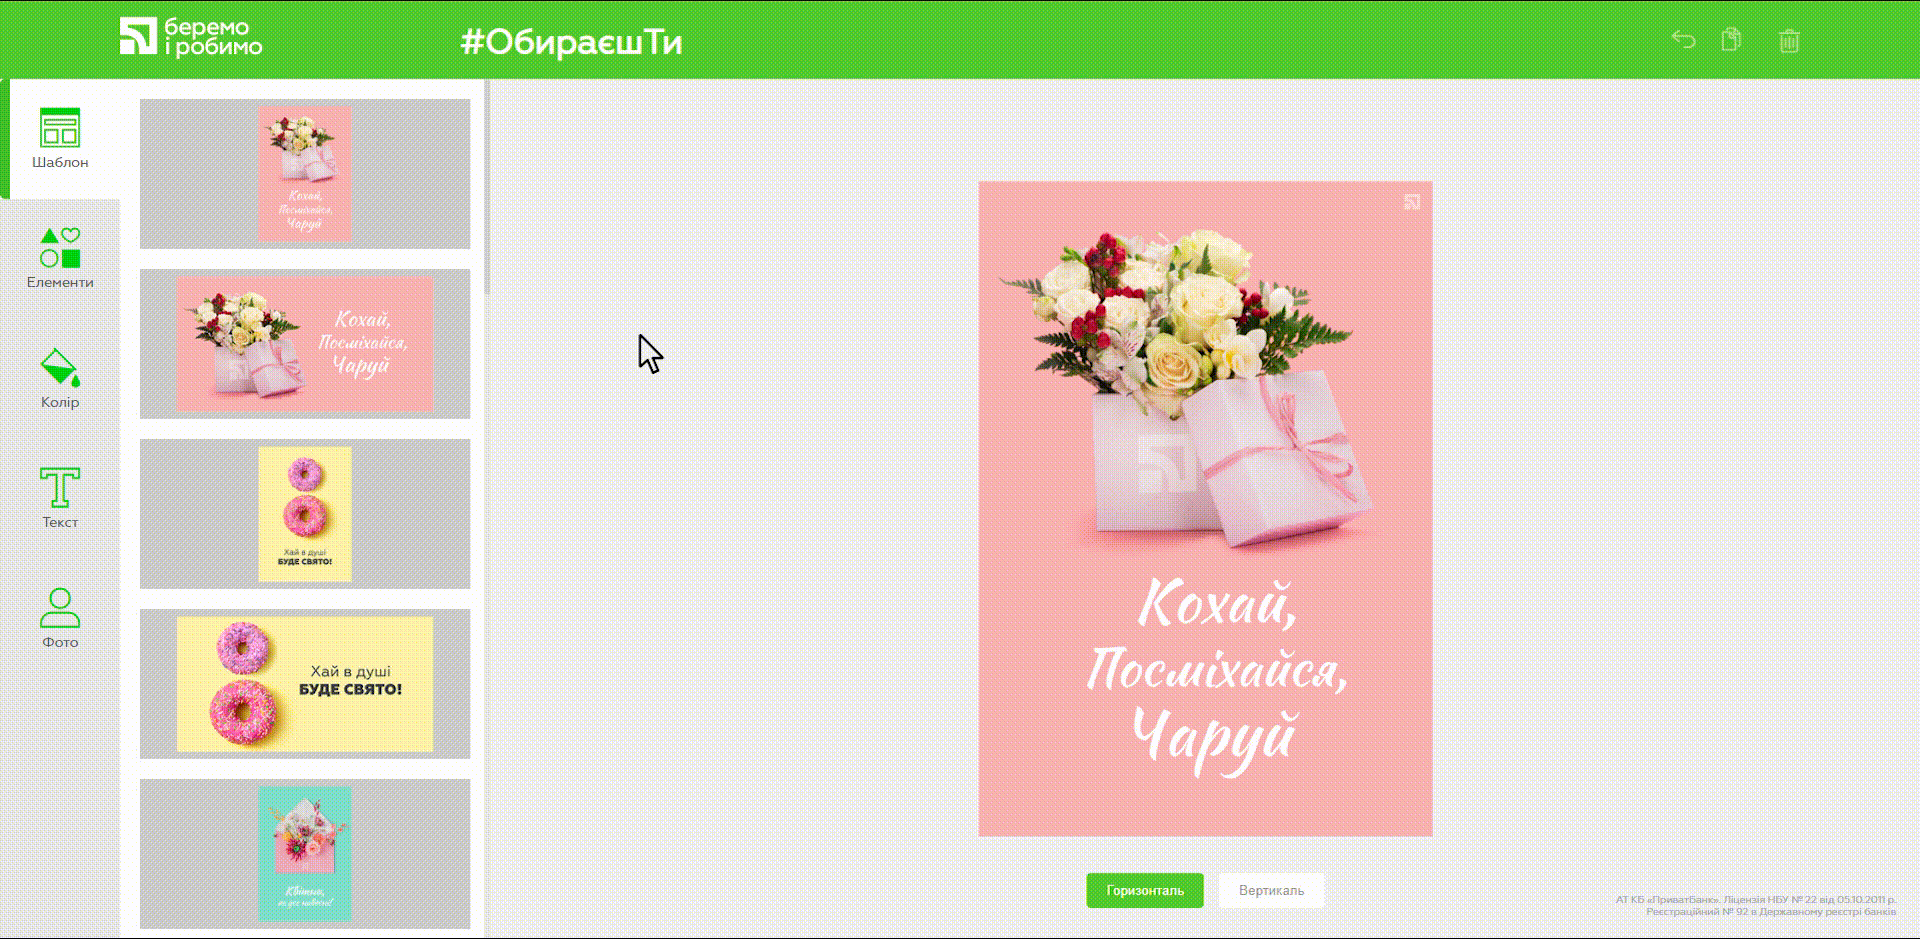 беремо
і робимо
#ОбираєшТи
Шаблон
Елементи
Колір
Текст
Фото
Кохай,
Посміхайся,
Чаруй
Кохай,
Посміхайся,
Чаруй
Хай в душі
БУДЕ СВЯТО!
Хай в душі
БУДЕ СВЯТО!
Квітни,
Кохай,
Посміхайся,
Чаруй
Горизонталь
Вертикаль
АТ КБ «ПриватБанк». Ліцензія НБУ № 22 від 05.10.2011 р.
Реєстраційний № 92 в Державному реєстрі банків